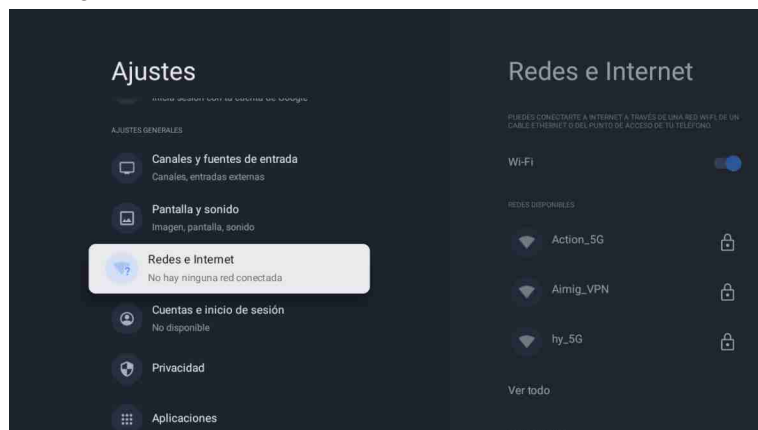 Ajustes
Inicia sesión con tu cuenta de Google
AJUSTES GENERALES
Canales y fuentes de entrada
Canales, entradas externas
Pantalla y sonido
Imagen, pantalla, sonido
Redes e Internet
No hay ninguna red conectada
Cuentas e inicio de sesión
No disponible
Privacidad
Aplicaciones
Redes e Internet
PUEDES CONECTARTE A INTERNET A TRAVÉS DE UNA RED WI-FI, DE UN
CABLE ETHERNET O DEL PUNTO DE ACCESO DE TU TELÉFONO.
Wi-Fi
REDES DISPONIBLES
Action_5G
Aimig_VPN
hy_5G
Ver todo